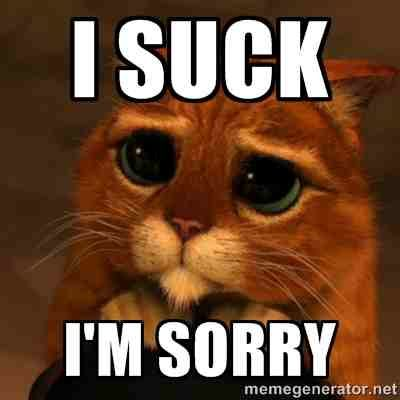 I SUCK
I'M SORRY
memegenerator.net